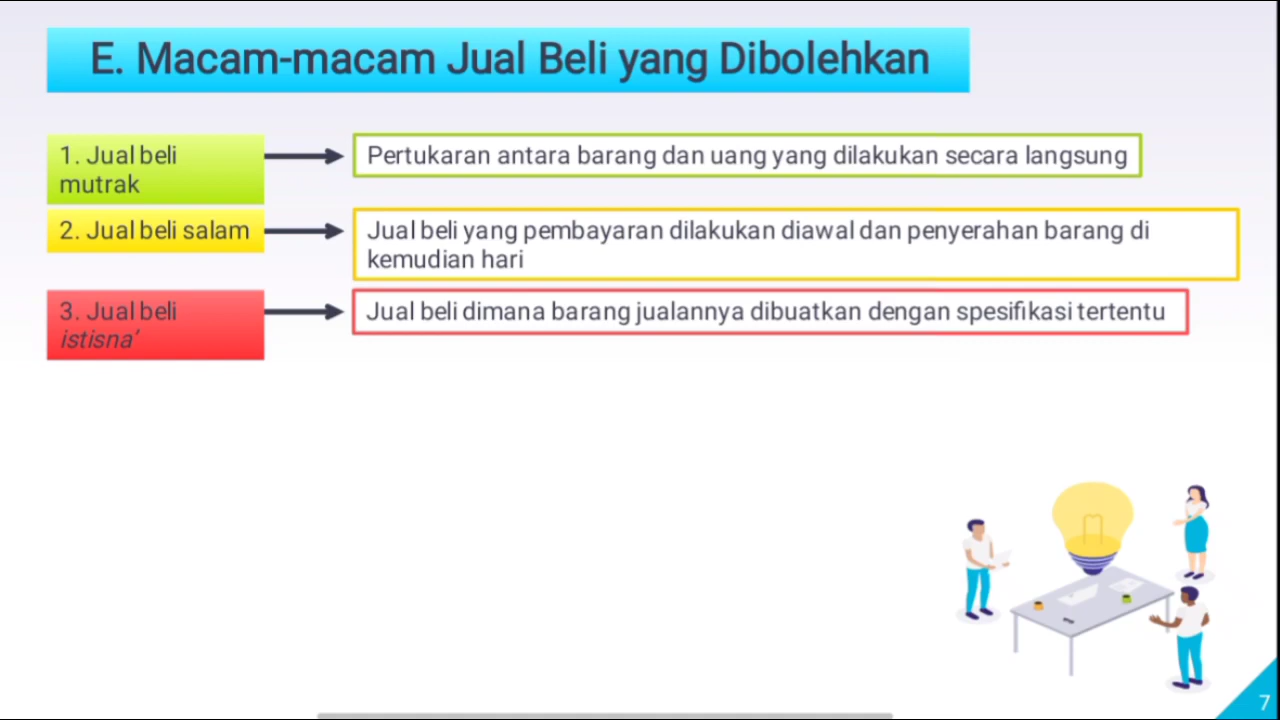 E. Macam-macam Jual Beli yang Dibolehkan
1. Jual beli
mutrak
Pertukaran antara barang dan uang yang dilakukan secara langsung
2. Jual beli salam
Jual beli yang pembayaran dilakukan diawal dan penyerahan barang di
kemudian hari
3. Jual beli
istisna’
Jual beli dimana barang jualannya dibuatkan dengan spesifikasi tertentu
7